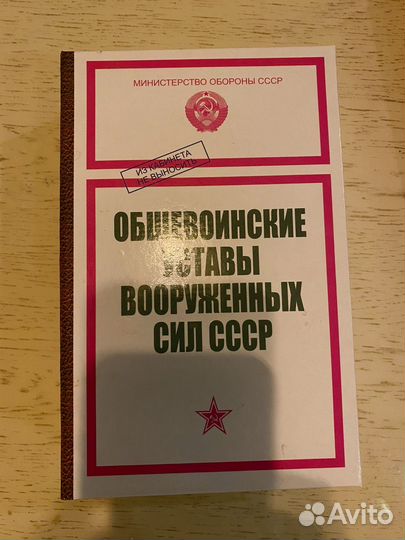 МИНИСТЕРСТВО ОБОРОНЫ СССР
ИЗ КАБИНЕТА
НЕ ВЫНОСИТЬ
ОБЩЕВОИНСКИЕ
УСТАВЫ
ВООРУЖЕННЫХ
СИЛ СССР
Avito